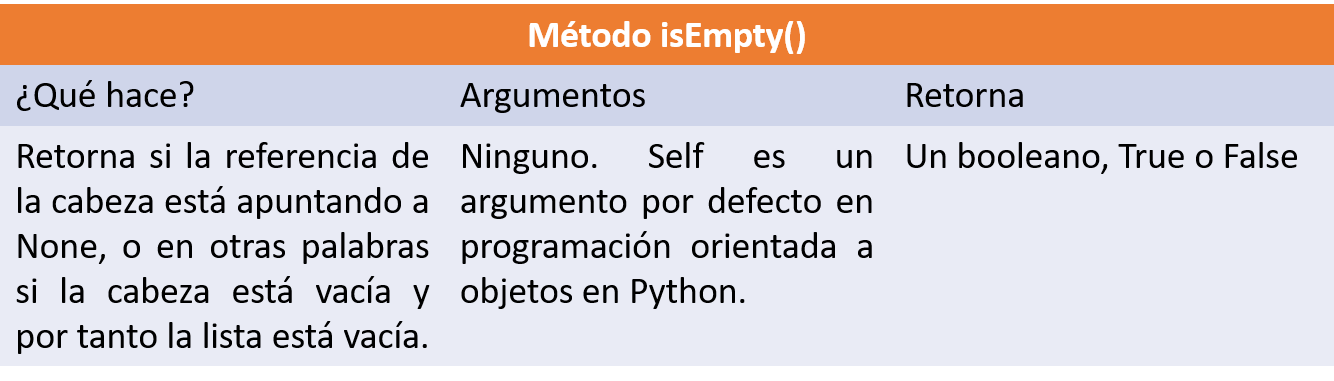 Método isEmpty()
¿Qué hace?
Argumentos
Retorna
Retorna si la referencia de
la cabeza está apuntando a
None, o en otras palabras
si la cabeza está vacía y
por tanto la lista está vacía.
Ninguno. Self es un
argumento por defecto en
programación orientada a
objetos en Python.
Un booleano, True o False